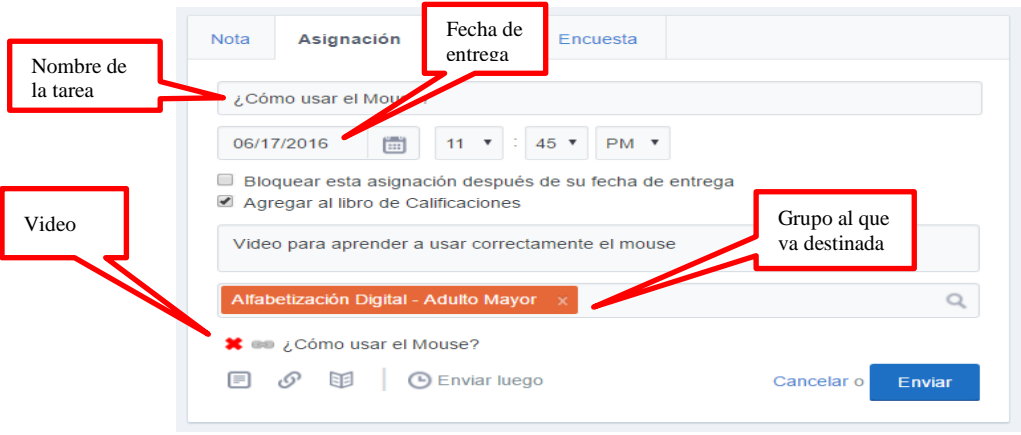 Nota
Asignación
Fecha de
entrega
Encuesta
Nombre de
la tarea
¿Cómo usar el Mouse?
06/17/2016
11 : 45 PM
Bloquear esta asignación después de su fecha de entrega
Agregar al libro de Calificaciones
Video
Grupo al que
va destinada
Video para aprender a usar correctamente el mouse
Alfabetización Digital - Adulto Mayor x
¿Cómo usar el Mouse?
Enviar luego
Cancelar o
Enviar